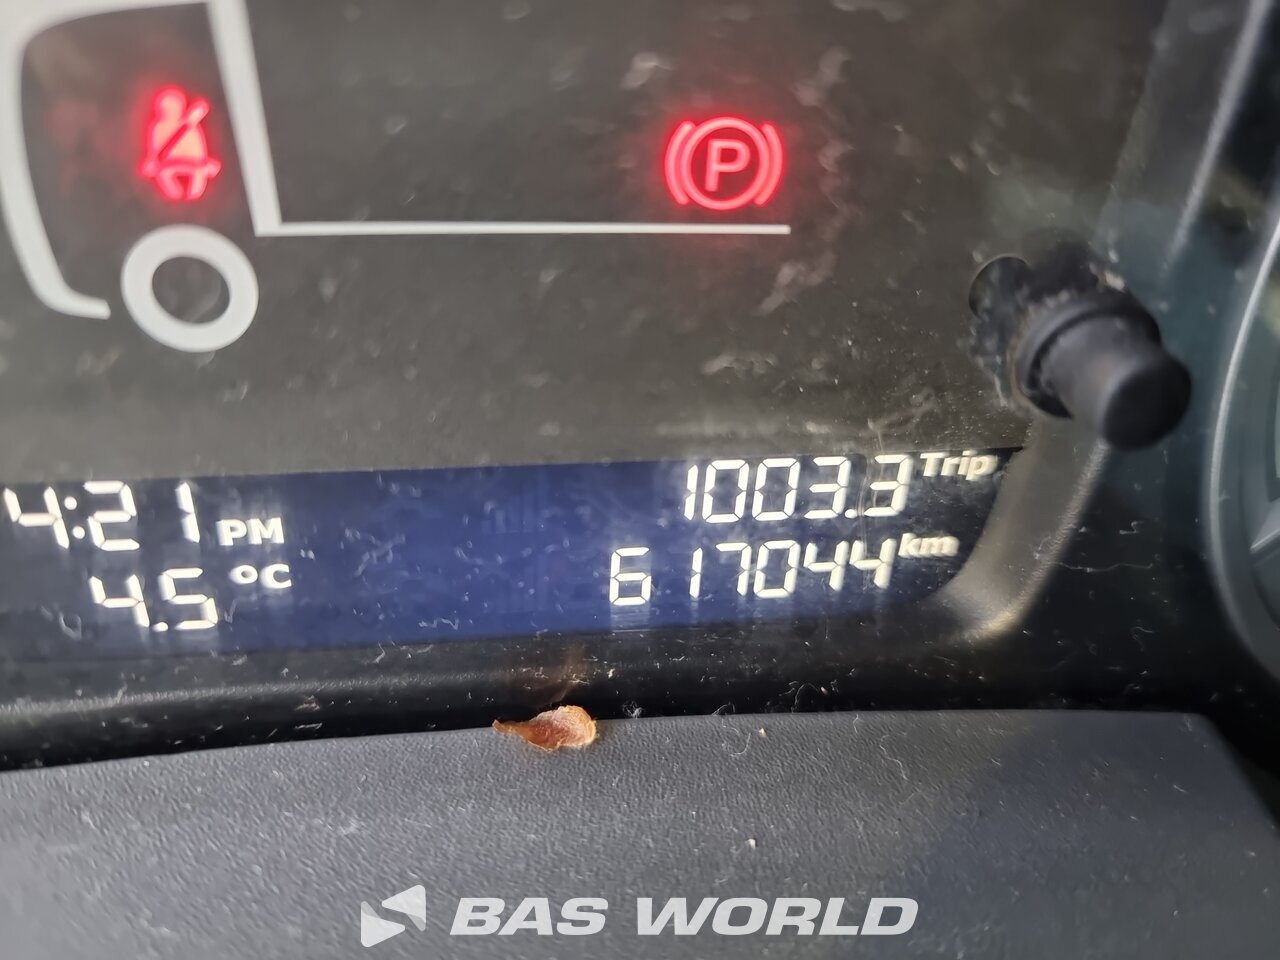 P
4:21 PM
1003.3 Trip
4.5 °C
617044 km
BAS WORLD